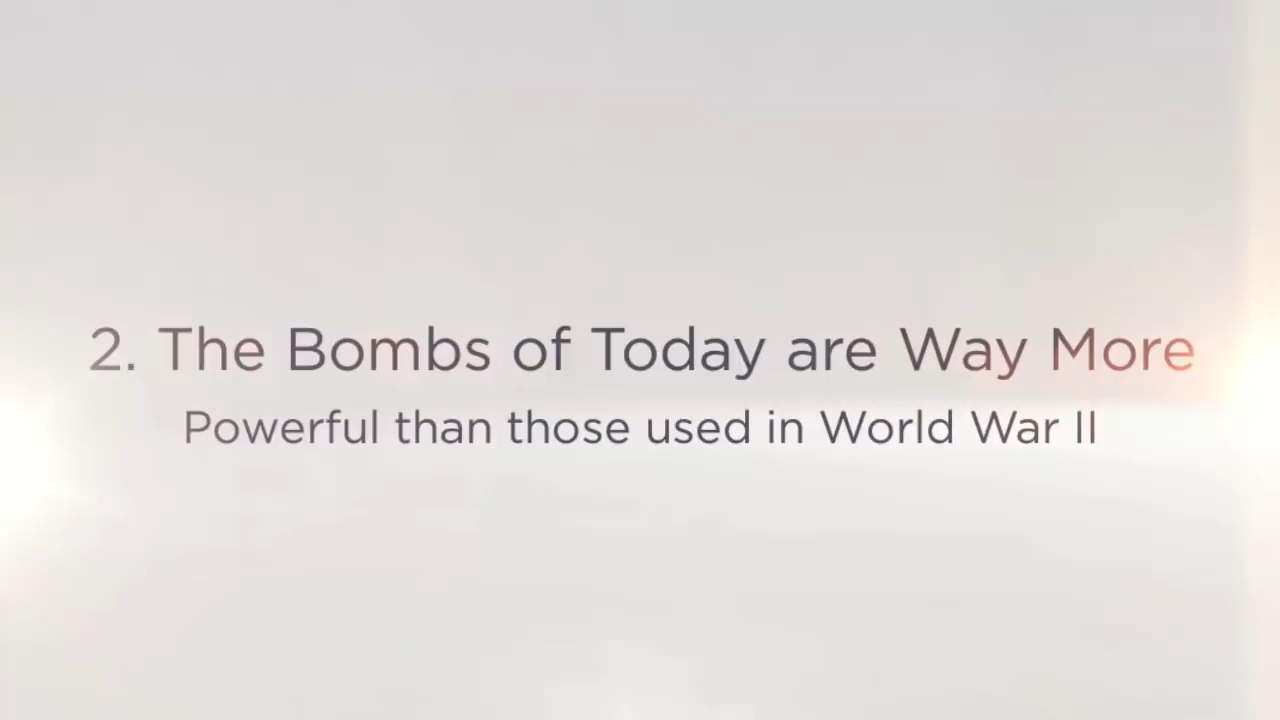 2. The Bombs of Today are Way More
Powerful than those used in World War II